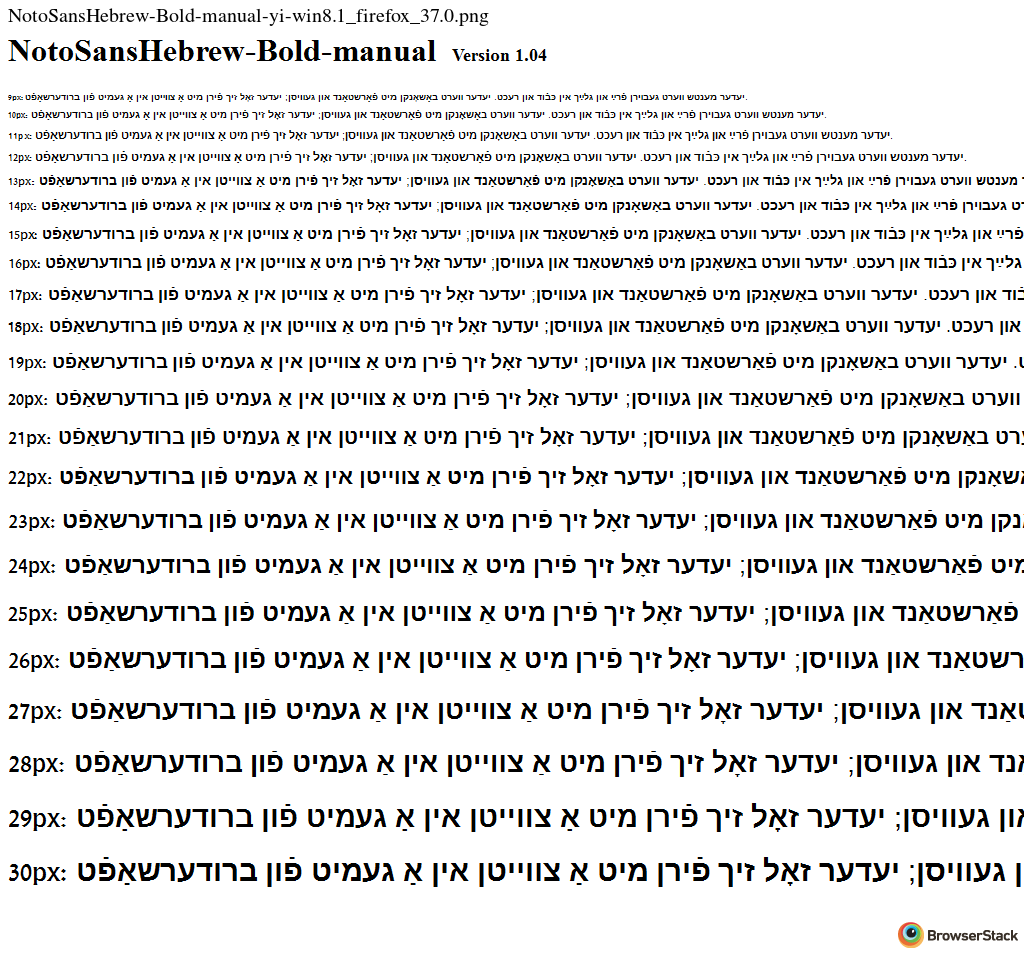 NotoSansHebrew-Bold-manual-yi-win8.1_firefox_37.0.png
NotoSansHebrew-Bold-manual Version 1.04
9px: יעדער מענטש ווערט געבוירן פֿרײַ און גלײַך אין כּבֿוד און רעכט. יעדער ווערט באַשאָנקן מיט פֿאַרשטאַנד און געוויסן; יעדער זאָל זיך פֿירן מיט אַ צווייטן אין אַ געמיט פֿון ברודערשאַפֿט.
10px: יעדער מענטש ווערט געבוירן פֿרײַ און גלײַך אין כּבֿוד און רעכט. יעדער ווערט באַשאָנקן מיט פֿאַרשטאַנד און געוויסן; יעדער זאָל זיך פֿירן מיט אַ צווייטן אין אַ געמיט פֿון ברודערשאַפֿט.
11px: יעדער מענטש ווערט געבוירן פֿרײַ און גלײַך אין כּבֿוד און רעכט. יעדער ווערט באַשאָנקן מיט פֿאַרשטאַנד און געוויסן; יעדער זאָל זיך פֿירן מיט אַ צווייטן אין אַ געמיט פֿון ברודערשאַפֿט.
12px: יעדער מענטש ווערט געבוירן פֿרײַ און גלײַך אין כּבֿוד און רעכט. יעדער ווערט באַשאָנקן מיט פֿאַרשטאַנד און געוויסן; יעדער זאָל זיך פֿירן מיט אַ צווייטן אין אַ געמיט פֿון ברודערשאַפֿט.
13px: מענטש ווערט געבוירן פֿרײַ און גלײַך אין כּבֿוד און רעכט. יעדער ווערט באַשאָנקן מיט פֿאַרשטאַנד און געוויסן; יעדער זאָל זיך פֿירן מיט אַ צווייטן אין אַ געמיט פֿון ברודערשאַפֿט
14px: געבוירן פֿרײַ און גלײַך אין כּבֿוד און רעכט. יעדער ווערט באַשאָנקן מיט פֿאַרשטאַנד און געוויסן; יעדער זאָל זיך פֿירן מיט אַ צווייטן אין אַ געמיט פֿון ברודערשאַפֿט
15px: פֿרײַ און גלײַך אין כּבֿוד און רעכט. יעדער ווערט באַשאָנקן מיט פֿאַרשטאַנד און געוויסן; יעדער זאָל זיך פֿירן מיט אַ צווייטן אין אַ געמיט פֿון ברודערשאַפֿט
16px: גלײַך אין כּבֿוד און רעכט. יעדער ווערט באַשאָנקן מיט פֿאַרשטאַנד און געוויסן; יעדער זאָל זיך פֿירן מיט אַ צווייטן אין אַ געמיט פֿון ברודערשאַפֿט
17px: און רעכט. יעדער ווערט באַשאָנקן מיט פֿאַרשטאַנד און געוויסן; יעדער זאָל זיך פֿירן מיט אַ צווייטן אין אַ געמיט פֿון ברודערשאַפֿט
18px: און רעכט. יעדער ווערט באַשאָנקן מיט פֿאַרשטאַנד און געוויסן; יעדער זאָל זיך פֿירן מיט אַ צווייטן אין אַ געמיט פֿון ברודערשאַפֿט
19px: יעדער ווערט באַשאָנקן מיט פֿאַרשטאַנד און געוויסן; יעדער זאָל זיך פֿירן מיט אַ צווייטן אין אַ געמיט פֿון ברודערשאַפֿט
20px: ווערט באַשאָנקן מיט פֿאַרשטאַנד און געוויסן; יעדער זאָל זיך פֿירן מיט אַ צווייטן אין אַ געמיט פֿון ברודערשאַפֿט
21px: באַשאָנקן מיט פֿאַרשטאַנד און געוויסן; יעדער זאָל זיך פֿירן מיט אַ צווייטן אין אַ געמיט פֿון ברודערשאַפֿט
22px: מיט פֿאַרשטאַנד און געוויסן; יעדער זאָל זיך פֿירן מיט אַ צווייטן אין אַ געמיט פֿון ברודערשאַפֿט
23px: מיט פֿאַרשטאַנד און געוויסן; יעדער זאָל זיך פֿירן מיט אַ צווייטן אין אַ געמיט פֿון ברודערשאַפֿט
24px: מיט פֿאַרשטאַנד און געוויסן; יעדער זאָל זיך פֿירן מיט אַ צווייטן אין אַ געמיט פֿון ברודערשאַפֿט
25px: פֿאַרשטאַנד און געוויסן; יעדער זאָל זיך פֿירן מיט אַ צווייטן אין אַ געמיט פֿון ברודערשאַפֿט
26px: און געוויסן; יעדער זאָל זיך פֿירן מיט אַ צווייטן אין אַ געמיט פֿון ברודערשאַפֿט
27px: און געוויסן; יעדער זאָל זיך פֿירן מיט אַ צווייטן אין אַ געמיט פֿון ברודערשאַפֿט
28px: און געוויסן; יעדער זאָל זיך פֿירן מיט אַ צווייטן אין אַ געמיט פֿון ברודערשאַפֿט
29px: געוויסן; יעדער זאָל זיך פֿירן מיט אַ צווייטן אין אַ געמיט פֿון ברודערשאַפֿט
30px: געוויסן; יעדער זאָל זיך פֿירן מיט אַ צווייטן אין אַ געמיט פֿון ברודערשאַפֿט
BrowserStack